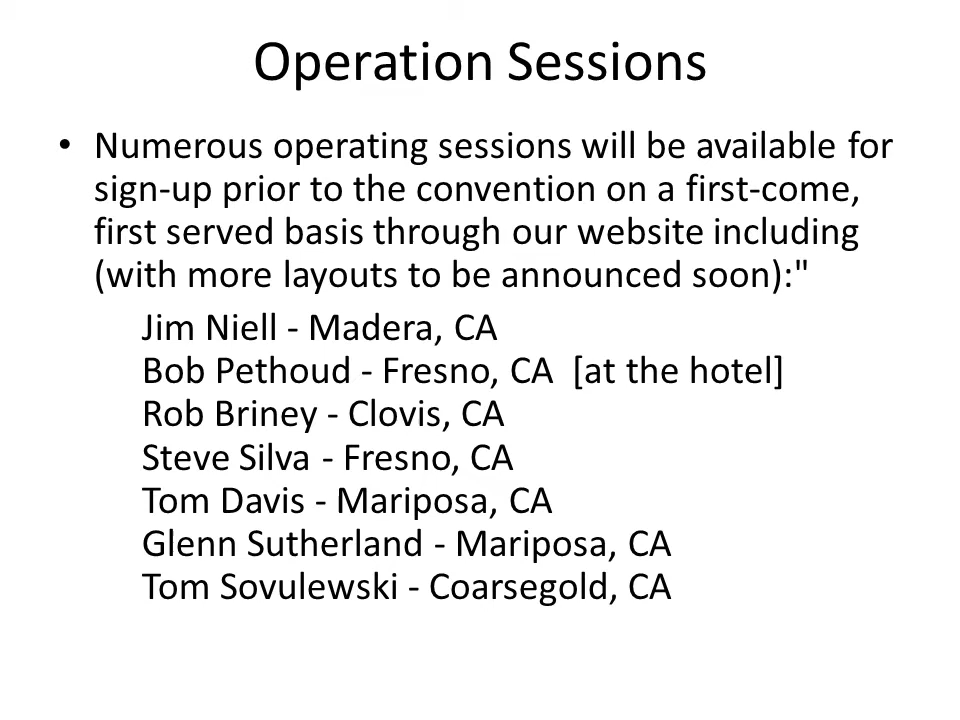 Operation Sessions
• Numerous operating sessions will be available for
sign-up prior to the convention on a first-come,
first served basis through our website including
(with more layouts to be announced soon):"
Jim Niell - Madera, CA
Bob Pethoud - Fresno, CA  [at the hotel]
Rob Briney - Clovis, CA
Steve Silva - Fresno, CA
Tom Davis - Mariposa, CA
Glenn Sutherland - Mariposa, CA
Tom Sovulewski - Coarsegold, CA